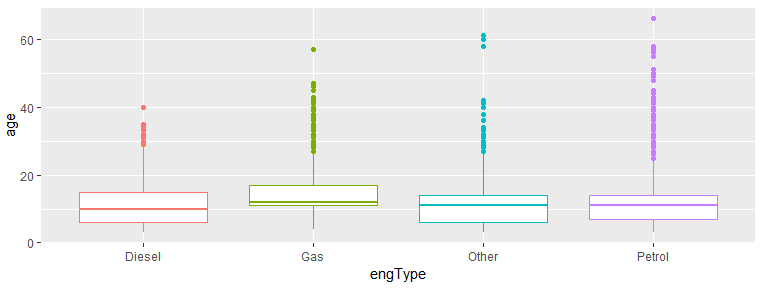 60
40
20
0
age
Diesel Gas Other Petrol
engType